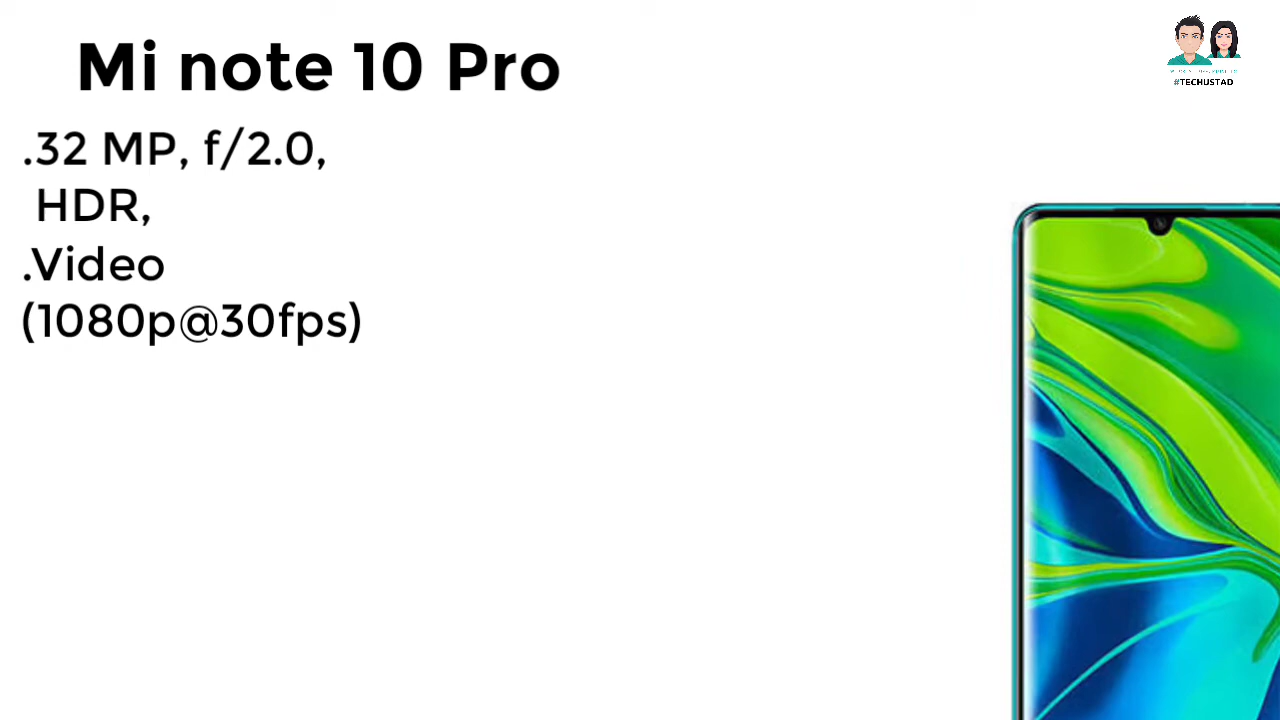 Mi note 10 Pro
.32 MP, f/2.0,
HDR,
.Video
(1080p@30fps)
#TECHUSTAD